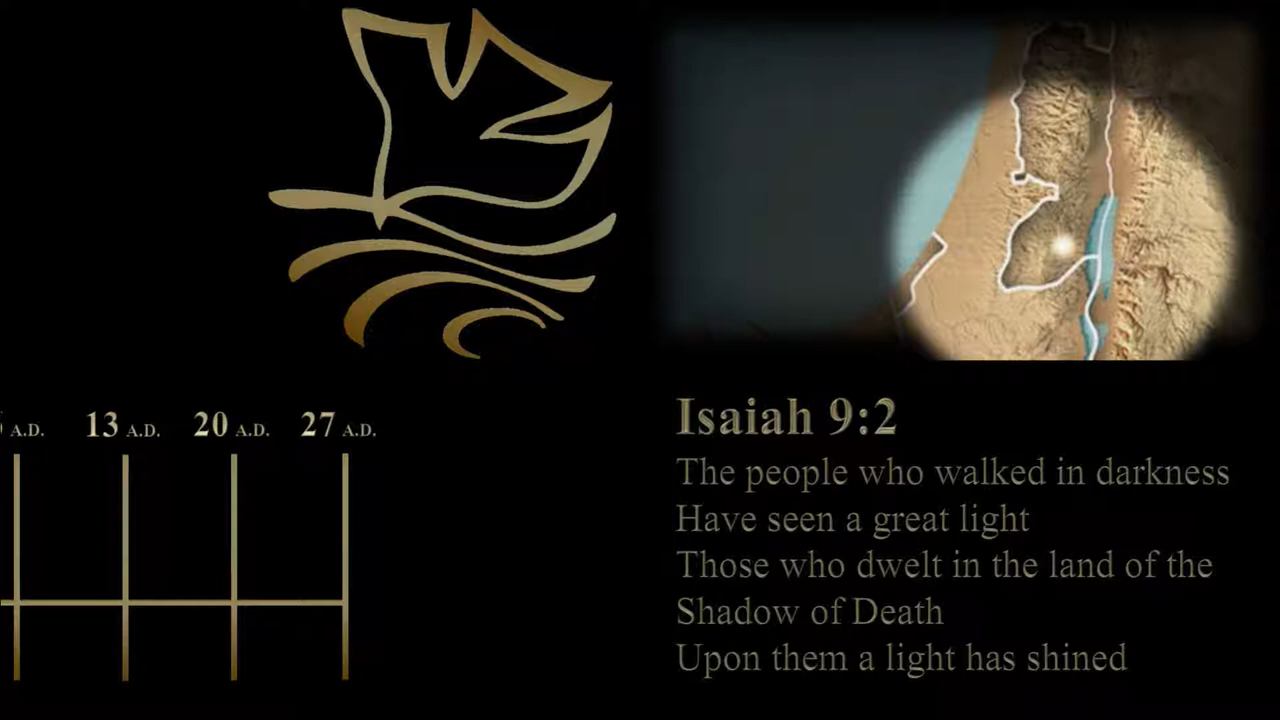 A.D. 13 A.D. 20 A.D. 27 A.D.
Isaiah 9:2
The people who walked in darkness
Have seen a great light
Those who dwelt in the land of the
Shadow of Death
Upon them a light has shined